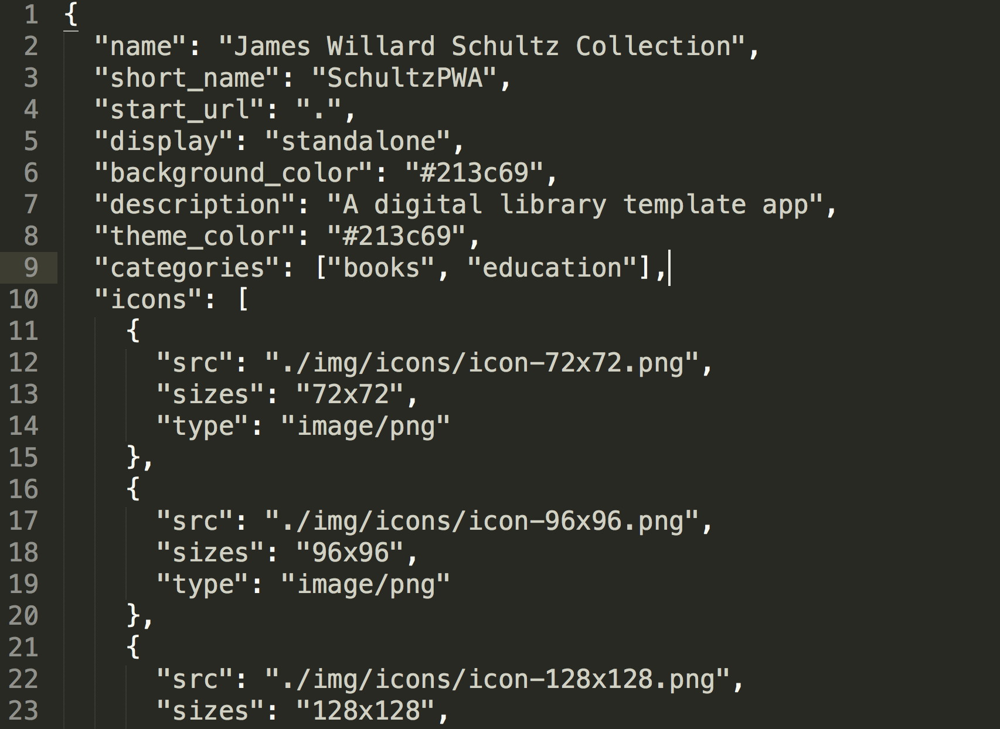 1 {
2 "name": "James Willard Schultz Collection",
3 "short_name": "SchultzPWA",
4 "start_url": ".",
5 "display": "standalone",
6 "background_color": "#213c69",
7 "description": "A digital library template app",
8 "theme_color": "#213c69",
9 "categories": ["books", "education"],
10 "icons": [
11 {
12 "src": "./img/icons/icon-72x72.png",
13 "sizes": "72x72",
14 "type": "image/png"
15 },
16 {
17 "src": "./img/icons/icon-96x96.png",
18 "sizes": "96x96",
19 "type": "image/png"
20 },
21 {
22 "src": "./img/icons/icon-128x128.png",
23 "sizes": "128x128",